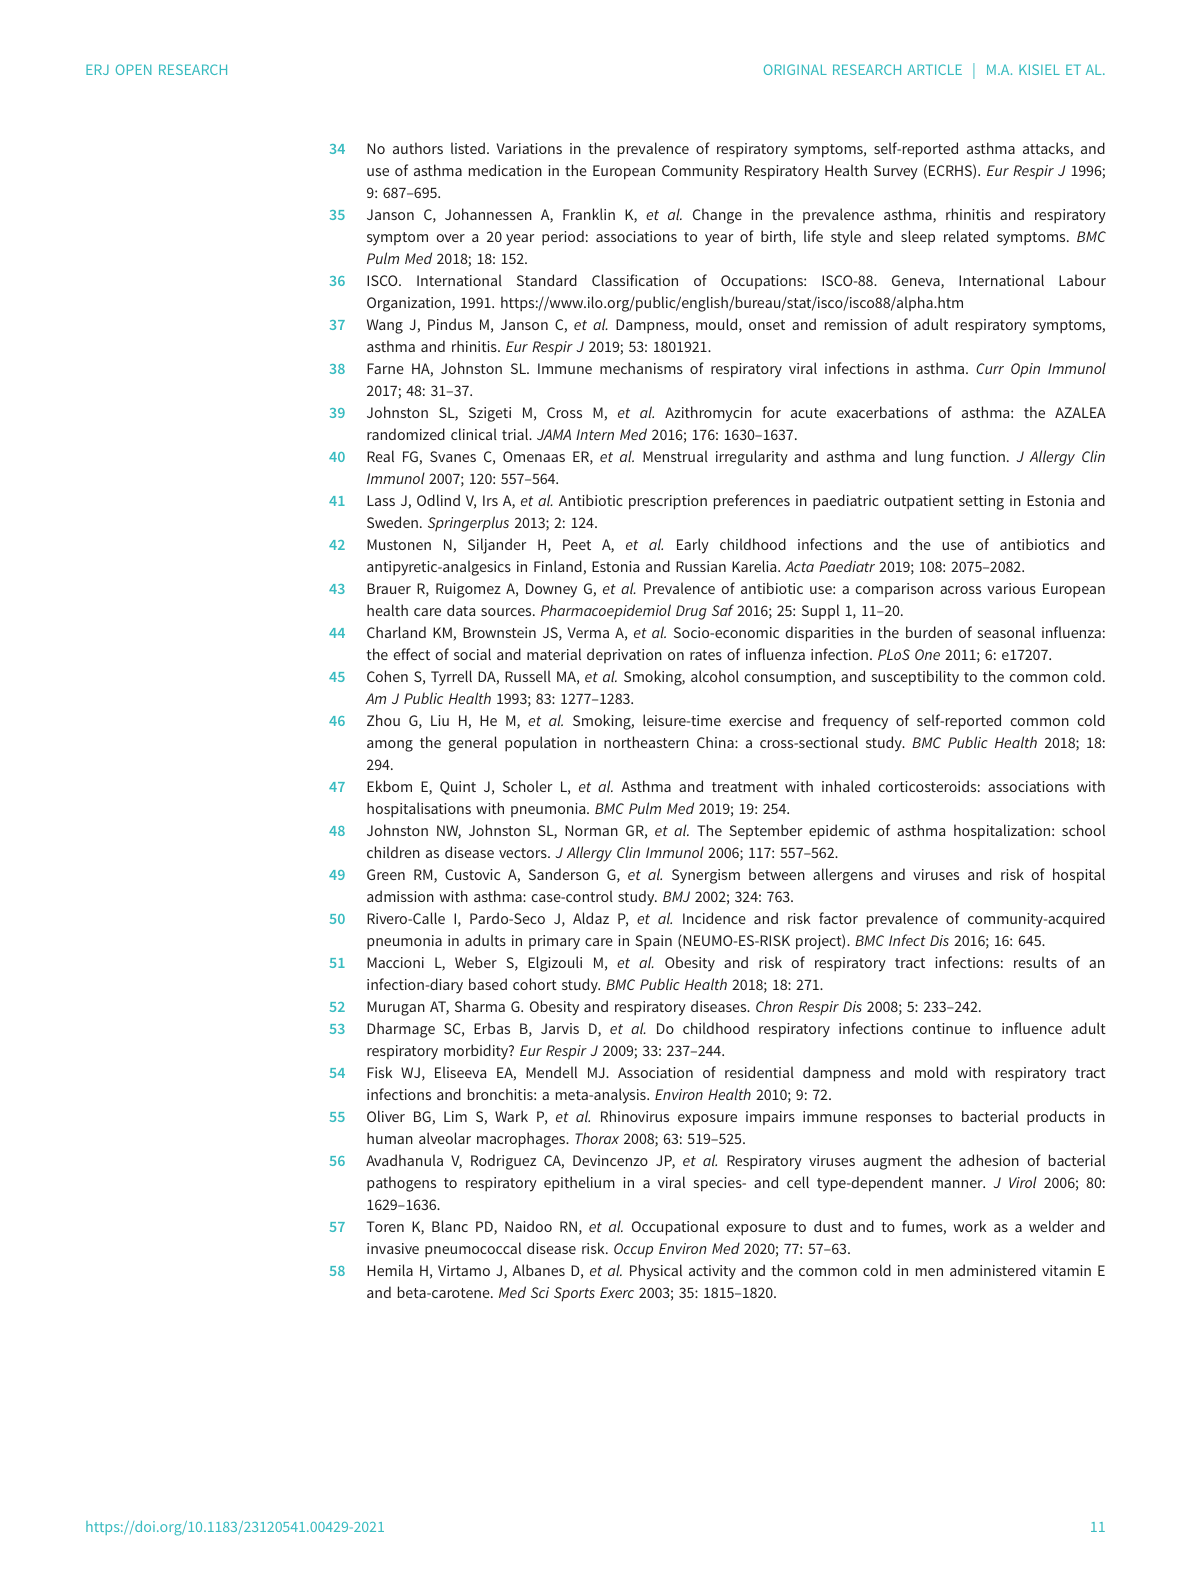 ERJ OPEN RESEARCH
ORIGINAL RESEARCH ARTICLE | M.A. KISIEL ET AL.
34 No authors listed. Variations in the prevalence of respiratory symptoms, self-reported asthma attacks, and
use of asthma medication in the European Community Respiratory Health Survey (ECRHS). Eur Respir J 1996;
9: 687–695.
35 Janson C, Johannessen A, Franklin K, et al. Change in the prevalence asthma, rhinitis and respiratory
symptom over a 20 year period: associations to year of birth, life style and sleep related symptoms. BMC
Pulm Med 2018; 18: 152.
36 ISCO. International Standard Classification of Occupations: ISCO-88. Geneva, International Labour
Organization, 1991. https://www.ilo.org/public/english/bureau/stat/isco/isco88/alpha.htm
37 Wang J, Pindus M, Janson C, et al. Dampness, mould, onset and remission of adult respiratory symptoms,
asthma and rhinitis. Eur Respir J 2019; 53: 1801921.
38 Farne HA, Johnston SL. Immune mechanisms of respiratory viral infections in asthma. Curr Opin Immunol
2017; 48: 31–37.
39 Johnston SL, Szigeti M, Cross M, et al. Azithromycin for acute exacerbations of asthma: the AZALEA
randomized clinical trial. JAMA Intern Med 2016; 176: 1630–1637.
40 Real FG, Svanes C, Omenaas ER, et al. Menstrual irregularity and asthma and lung function. J Allergy Clin
Immunol 2007; 120: 557–564.
41 Lass J, Odlind V, Irs A, et al. Antibiotic prescription preferences in paediatric outpatient setting in Estonia and
Sweden. Springerplus 2013; 2: 124.
42 Mustonen N, Siljander H, Peet A, et al. Early childhood infections and the use of antibiotics and
antipyretic-analgesics in Finland, Estonia and Russian Karelia. Acta Paediatr 2019; 108: 2075–2082.
43 Brauer R, Ruigomez A, Downey G, et al. Prevalence of antibiotic use: a comparison across various European
health care data sources. Pharmacoepidemiol Drug Saf 2016; 25: Suppl 1, 11–20.
44 Charland KM, Brownstein JS, Verma A, et al. Socio-economic disparities in the burden of seasonal influenza:
the effect of social and material deprivation on rates of influenza infection. PLoS One 2011; 6: e17207.
45 Cohen S, Tyrrell DA, Russell MA, et al. Smoking, alcohol consumption, and susceptibility to the common cold.
Am J Public Health 1993; 83: 1277–1283.
46 Zhou G, Liu H, He M, et al. Smoking, leisure-time exercise and frequency of self-reported common cold
among the general population in northeastern China: a cross-sectional study. BMC Public Health 2018; 18:
294.
47 Ekbom E, Quint J, Scholer L, et al. Asthma and treatment with inhaled corticosteroids: associations with
hospitalisations with pneumonia. BMC Pulm Med 2019; 19: 254.
48 Johnston NW, Johnston SL, Norman GR, et al. The September epidemic of asthma hospitalization: school
children as disease vectors. J Allergy Clin Immunol 2006; 117: 557–562.
49 Green RM, Custovic A, Sanderson G, et al. Synergism between allergens and viruses and risk of hospital
admission with asthma: case-control study. BMJ 2002; 324: 763.
50 Rivero-Calle I, Pardo-Seco J, Aldaz P, et al. Incidence and risk factor prevalence of community-acquired
pneumonia in adults in primary care in Spain (NEUMO-ES-RISK project). BMC Infect Dis 2016; 16: 645.
51 Maccioni L, Weber S, Elgizouli M, et al. Obesity and risk of respiratory tract infections: results of an
infection-diary based cohort study. BMC Public Health 2018; 18: 271.
52 Murugan AT, Sharma G. Obesity and respiratory diseases. Chron Respir Dis 2008; 5: 233–242.
53 Dharmage SC, Erbas B, Jarvis D, et al. Do childhood respiratory infections continue to influence adult
respiratory morbidity? Eur Respir J 2009; 33: 237–244.
54 Fisk WJ, Eliseeva EA, Mendell MJ. Association of residential dampness and mold with respiratory tract
infections and bronchitis: a meta-analysis. Environ Health 2010; 9: 72.
55 Oliver BG, Lim S, Wark P, et al. Rhinovirus exposure impairs immune responses to bacterial products in
human alveolar macrophages. Thorax 2008; 63: 519–525.
56 Avadhanula V, Rodriguez CA, Devincenzo JP, et al. Respiratory viruses augment the adhesion of bacterial
pathogens to respiratory epithelium in a viral species- and cell type-dependent manner. J Virol 2006; 80:
1629–1636.
57 Toren K, Blanc PD, Naidoo RN, et al. Occupational exposure to dust and to fumes, work as a welder and
invasive pneumococcal disease risk. Occup Environ Med 2020; 77: 57–63.
58 Hemila H, Virtamo J, Albanes D, et al. Physical activity and the common cold in men administered vitamin E
and beta-carotene. Med Sci Sports Exerc 2003; 35: 1815–1820.
https://doi.org/10.1183/23120541.00429-2021
11